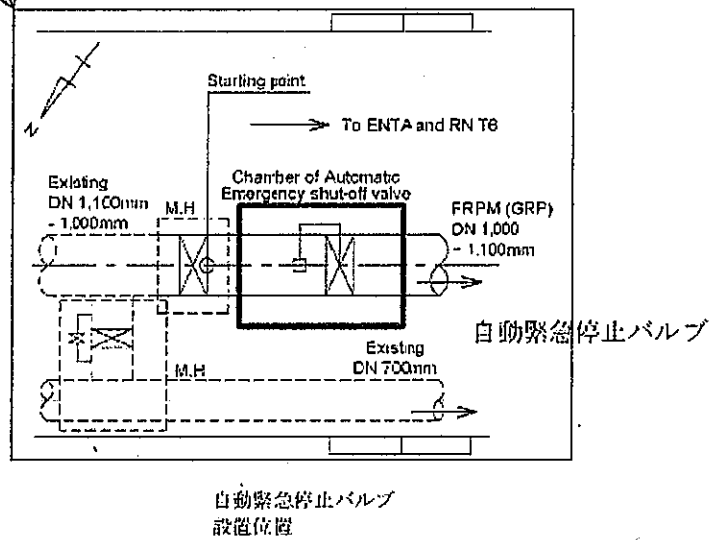 N
Starting point
To ENTA and RN T6
Chamber of Automatic
Emergency shut-off valve
Existing
DN 1,100mm
- 1,000mm
M.H
FRPM (GRP)
DN 1,000
- 1,100mm
自動緊急停止バルブ
Existing
DN 700mm
M.H
自動緊急停止バルブ
設置位置